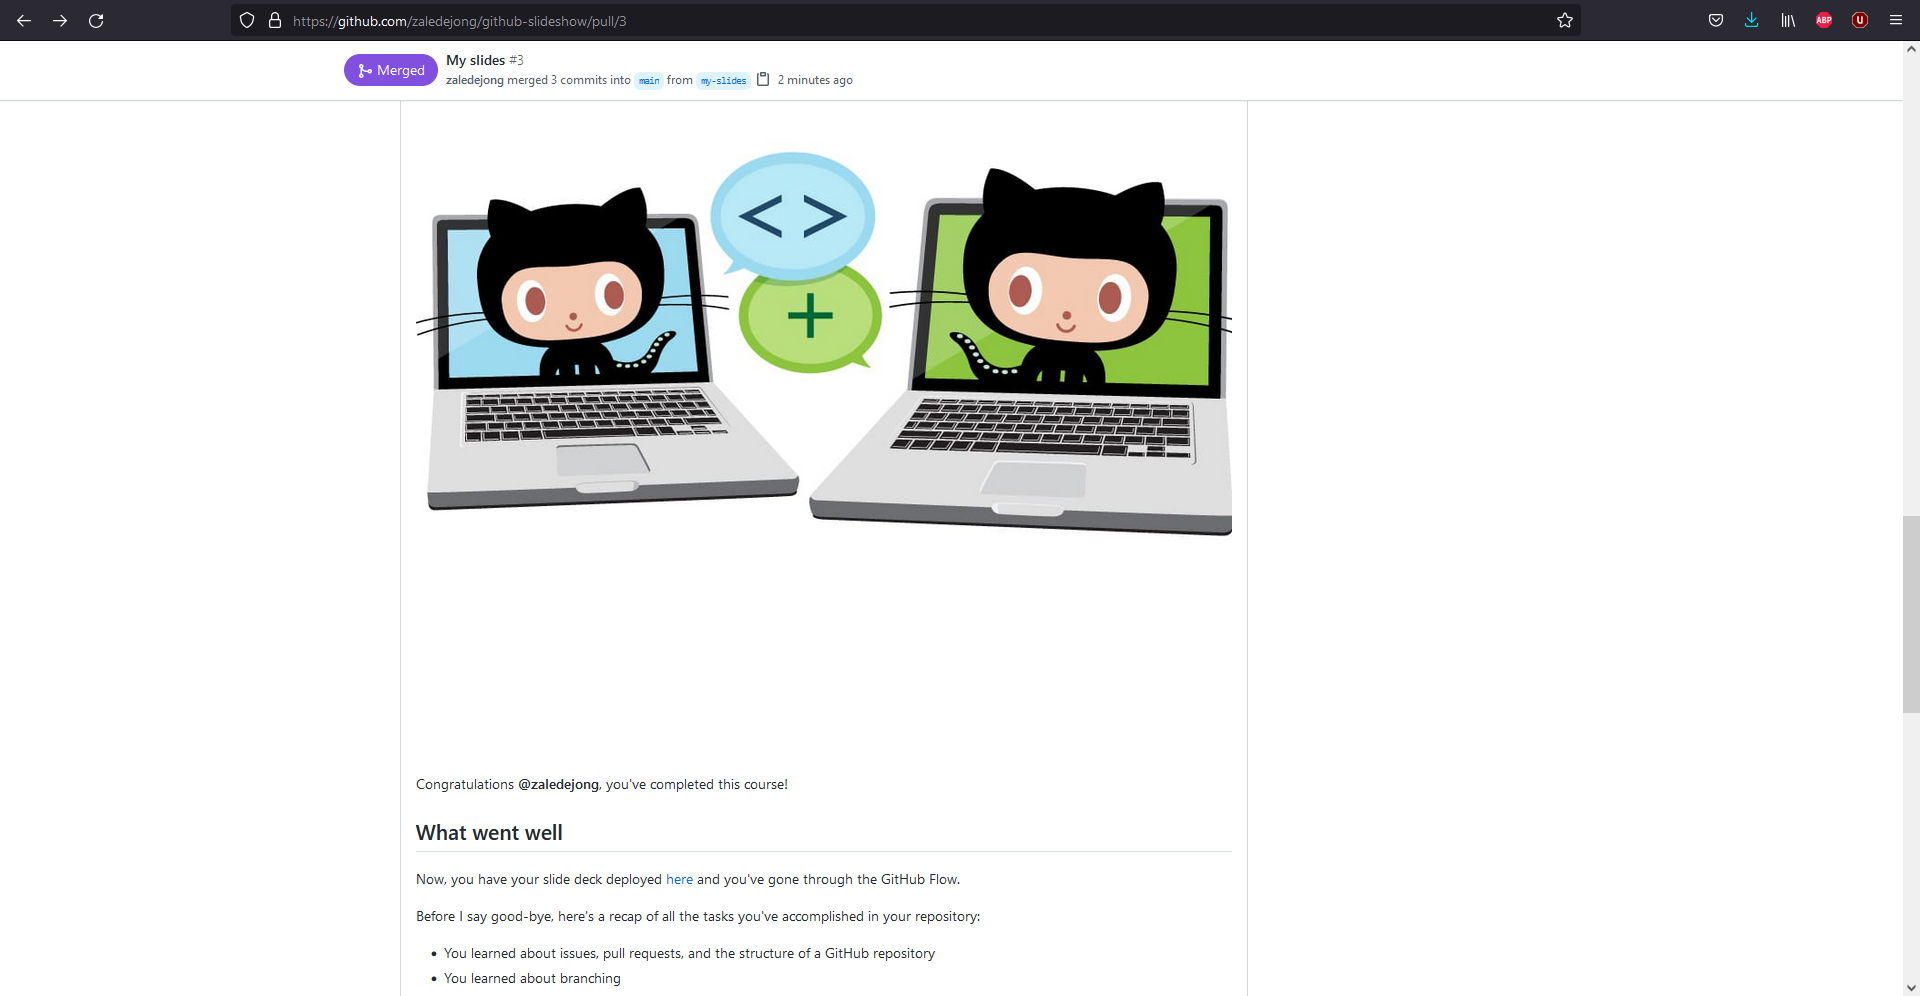 https://github.com/zaledejong/github-slideshow/pull/3
ABP
U
Merged
My slides #3
zaledejong merged 3 commits into main from my-slides 2 minutes ago
< >
+
Congratulations @zaledejong, you've completed this course!
What went well
Now, you have your slide deck deployed here and you've gone through the GitHub Flow.
Before I say good-bye, here's a recap of all the tasks you've accomplished in your repository:
• You learned about issues, pull requests, and the structure of a GitHub repository
• You learned about branching